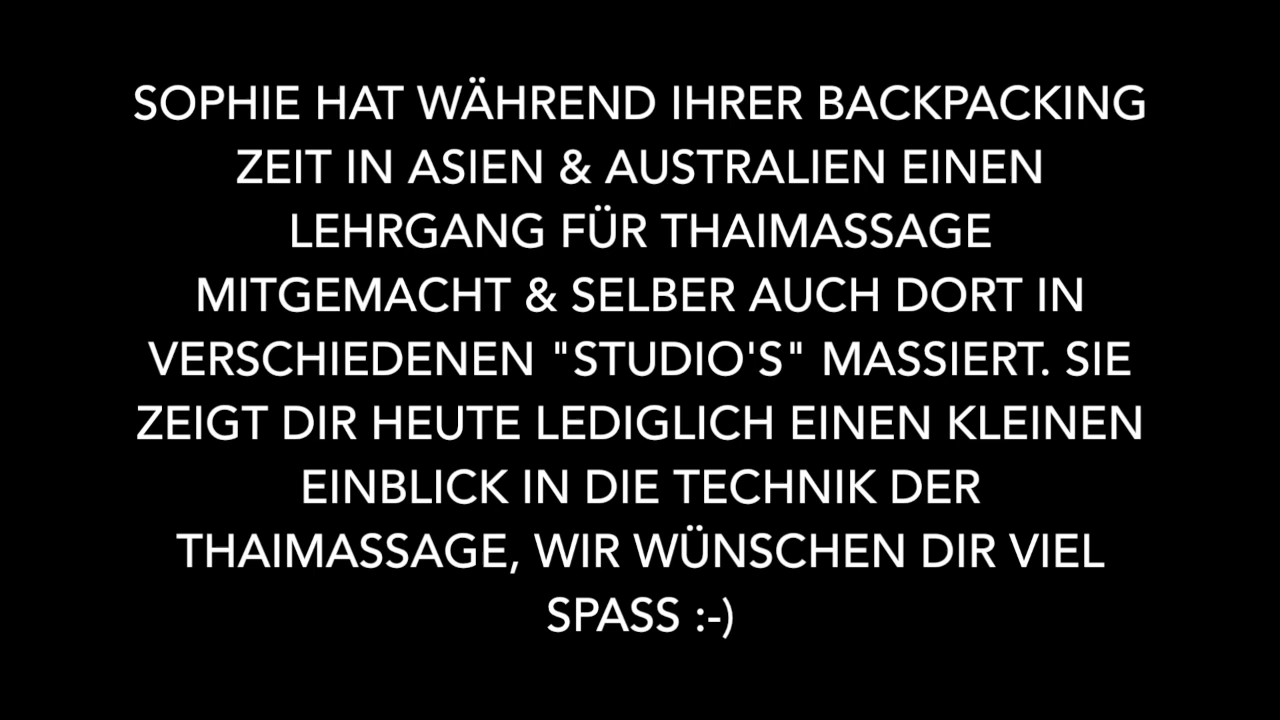 SOPHIE HAT WÄHREND IHRER BACKPACKING
ZEIT IN ASIEN & AUSTRALIEN EINEN
LEHRGANG FÜR THAIMASSAGE
MITGEMACHT & SELBER AUCH DORT IN
VERSCHIEDENEN "STUDIO'S" MASSIERT. SIE
ZEIGT DIR HEUTE LEDIGLICH EINEN KLEINEN
EINBLICK IN DIE TECHNIK DER
THAIMASSAGE, WIR WÜNSCHEN DIR VIEL
SPASS :-)